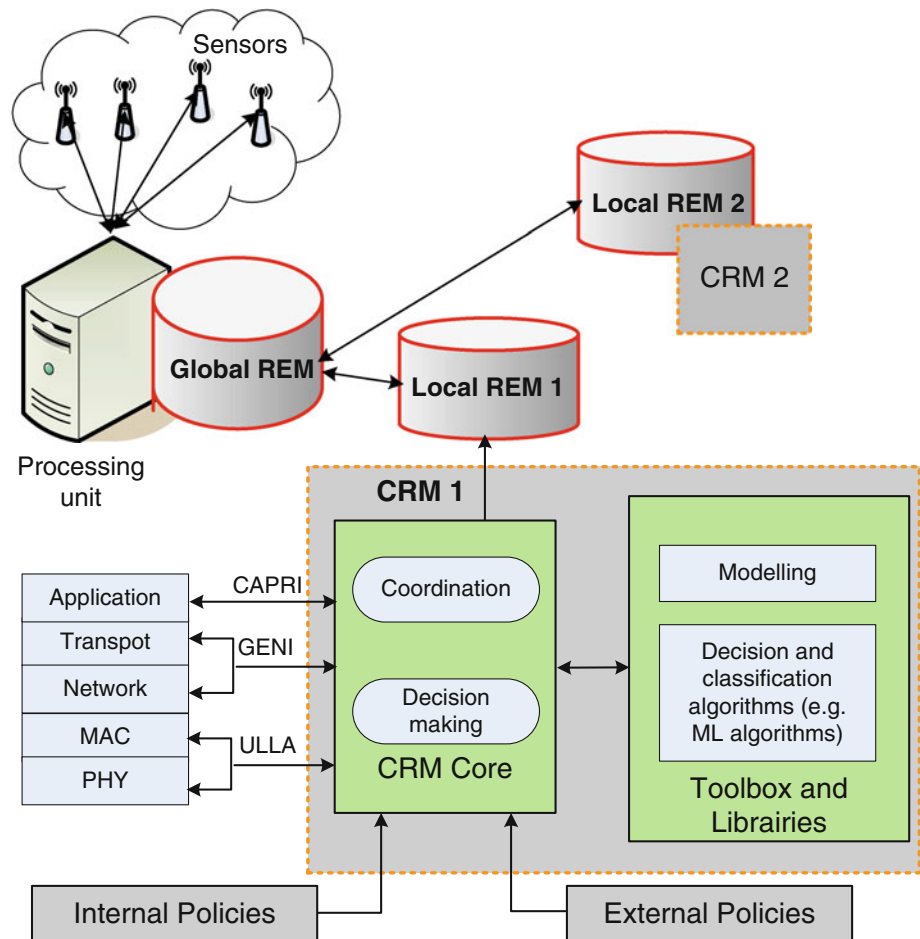 Sensors
Local REM 2
CRM 2
Global REM
Local REM 1
Processing
unit
CRM 1
Application
Transpot
Network
MAC
PHY
CAPRI
GENI
ULLA
Coordination
Decision
making
CRM Core
Modelling
Decision and
classification
algorithms (e.g.
ML algorithms)
Toolbox and
Librairies
Internal Policies
External Policies